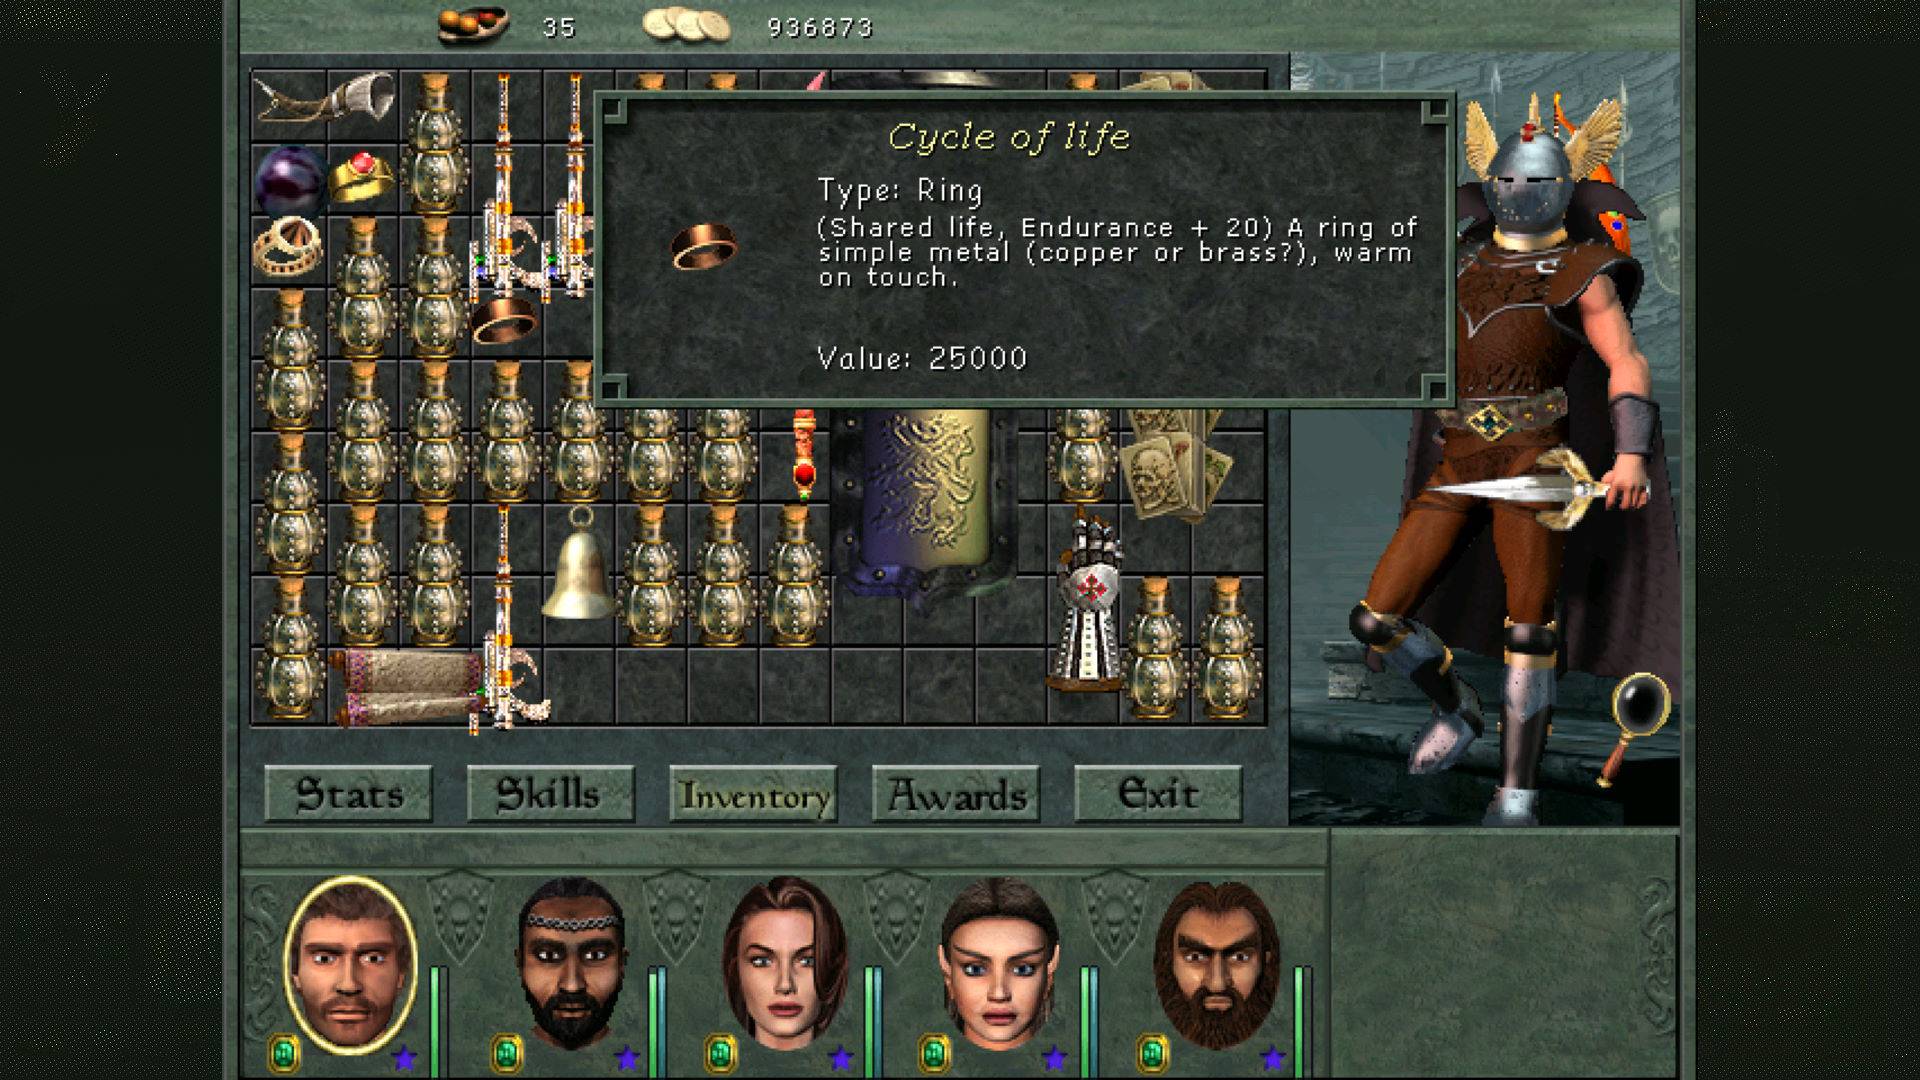 35 936873
Cycle of life
Type: Ring
(Shared life, Endurance + 20) A ring of
simple metal (copper or brass?), warm
on touch.
Value: 25000
Stats Skills Inventory Awards Exit